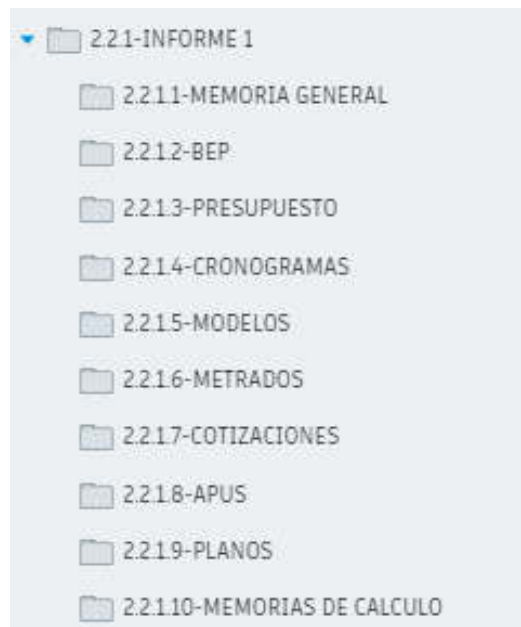 2.2.1-INFORME 1
2.2.1.1-MEMORIA GENERAL
2.2.1.2-BEP
2.2.1.3-PRESUPUESTO
2.2.1.4-CRONOGRAMAS
2.2.1.5-MODELOS
2.2.1.6-METRADOS
2.2.1.7-COTIZACIONES
2.2.1.8-APUS
2.2.1.9-PLANOS
2.2.1.10-MEMORIAS DE CALCULO